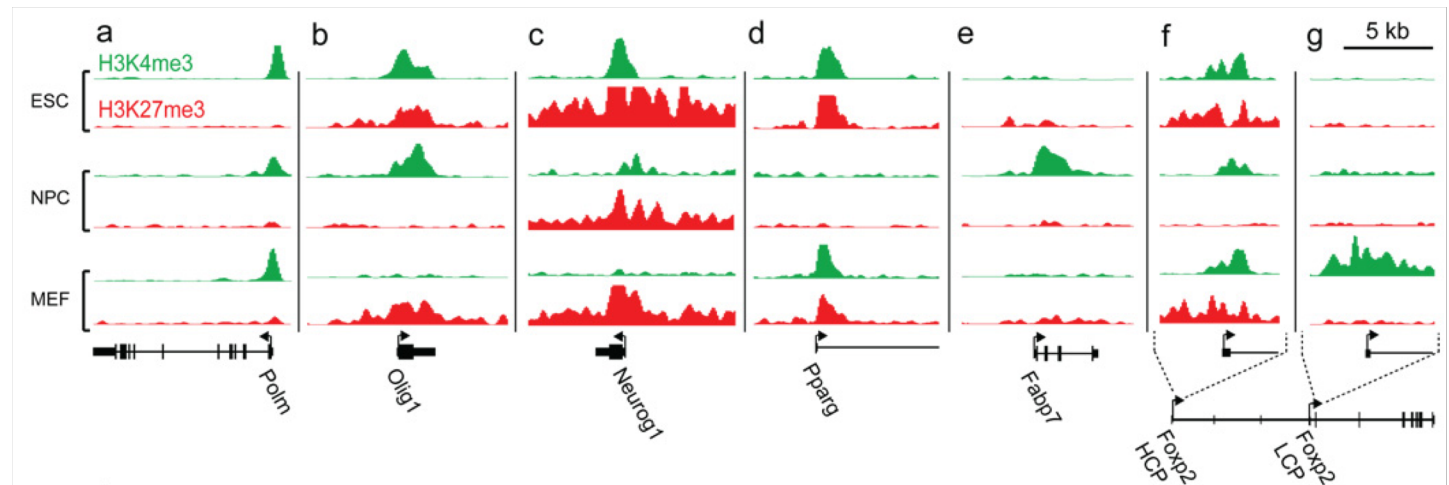 a b c d e f g
5 kb
H3K4me3
ESC
H3K27me3
NPC
MEF
Polm
Olig1
Neurog1
Pparg
Fabp7
Foxp2
HCP
Foxp2
LCP